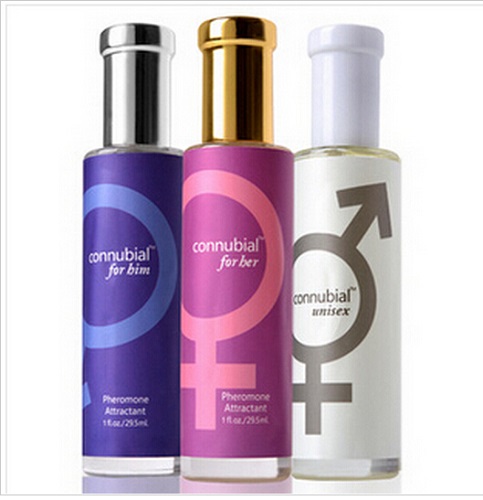 connubial™
for him
Pheromone
Attractant
1 fl.oz./29.5ml.
connubial™
for her
Pheromone
Attractant
1 fl.oz./29.5ml.
connubial™
unisex